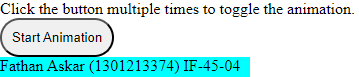 Click the button multiple times to toggle the animation.
Start Animation
Fathan Askar (1301213374) IF-45-04